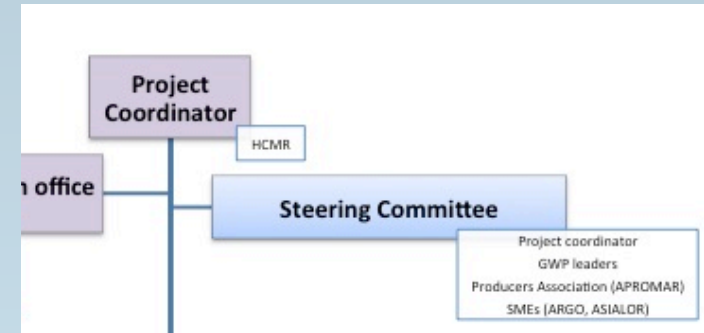 Project
Coordinator
HCMR
office
Steering Committee
Project coordinator
GWP leaders
Producers Association (APROMAR)
SMEs (ARGO, ASIALOR)